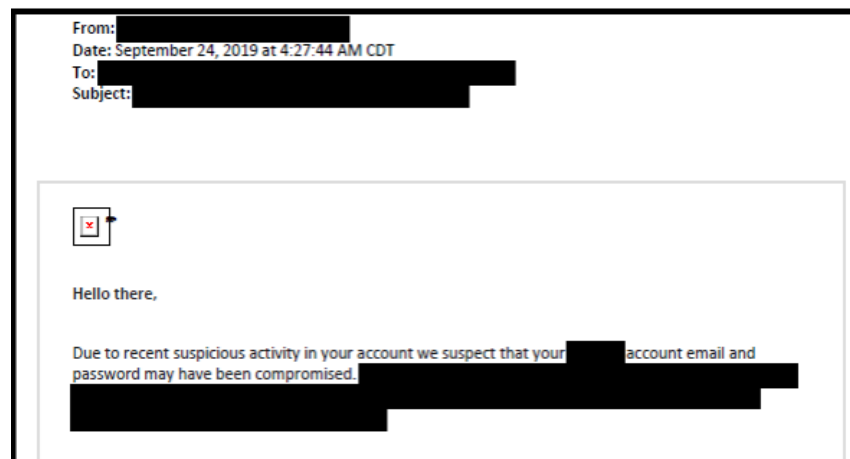 From:
Date: September 24, 2019 at 4:27:44 AM CDT
To:
Subject:
Hello there,
Due to recent suspicious activity in your account we suspect that your account email and
password may have been compromised.